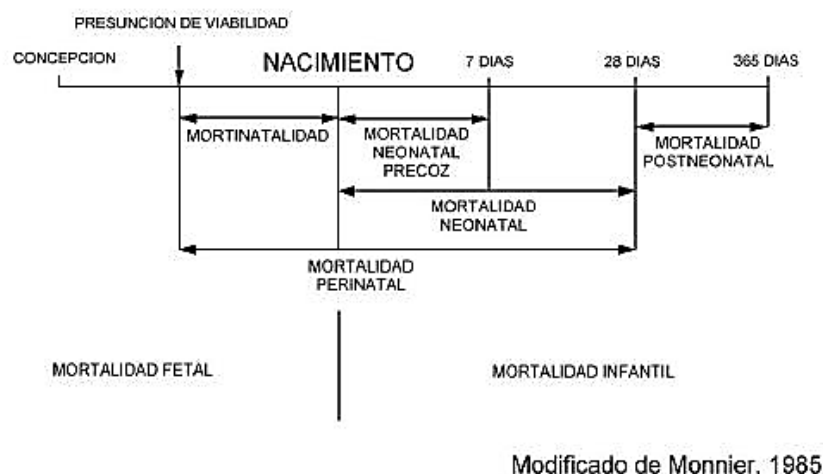 PRESUNCION DE VIABILIDAD
CONCEPCION
NACIMIENTO
7 DIAS
28 DIAS
365 DIAS
MORTINATALIDAD
MORTALIDAD
NEONATAL
PRECOZ
MORTALIDAD
POSTNEONATAL
MORTALIDAD
NEONATAL
MORTALIDAD
PERINATAL
MORTALIDAD FETAL
MORTALIDAD INFANTIL
Modificado de Monnier, 1985